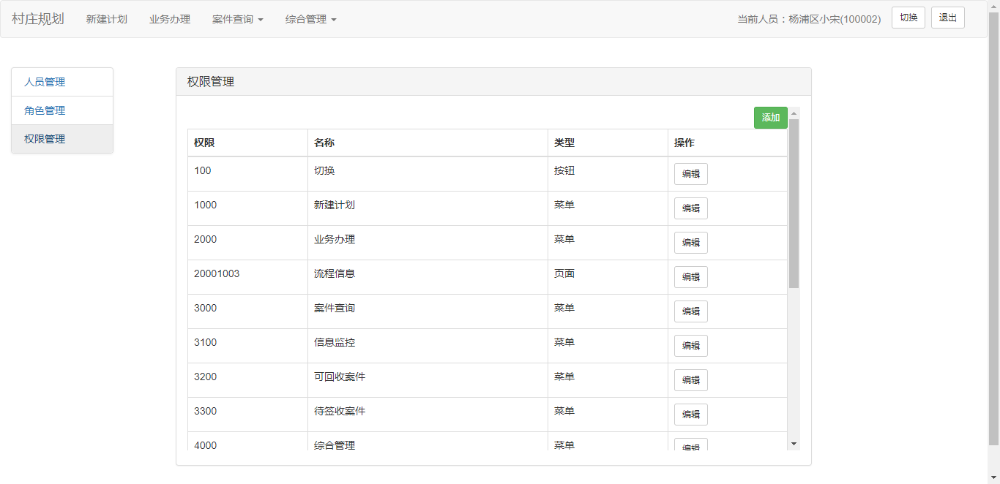 村庄规划 新建计划 业务办理 案件查询 综合管理 当前人员：杨浦区小宋(100002) 切换 退出
人员管理
角色管理
权限管理
权限管理
添加
权限 名称 类型 操作
100 切换 按钮 编辑
1000 新建计划 菜单 编辑
2000 业务办理 菜单 编辑
20001003 流程信息 页面 编辑
3000 案件查询 菜单 编辑
3100 信息监控 菜单 编辑
3200 可回收案件 菜单 编辑
3300 待签收案件 菜单 编辑
4000 综合管理 菜单 编辑